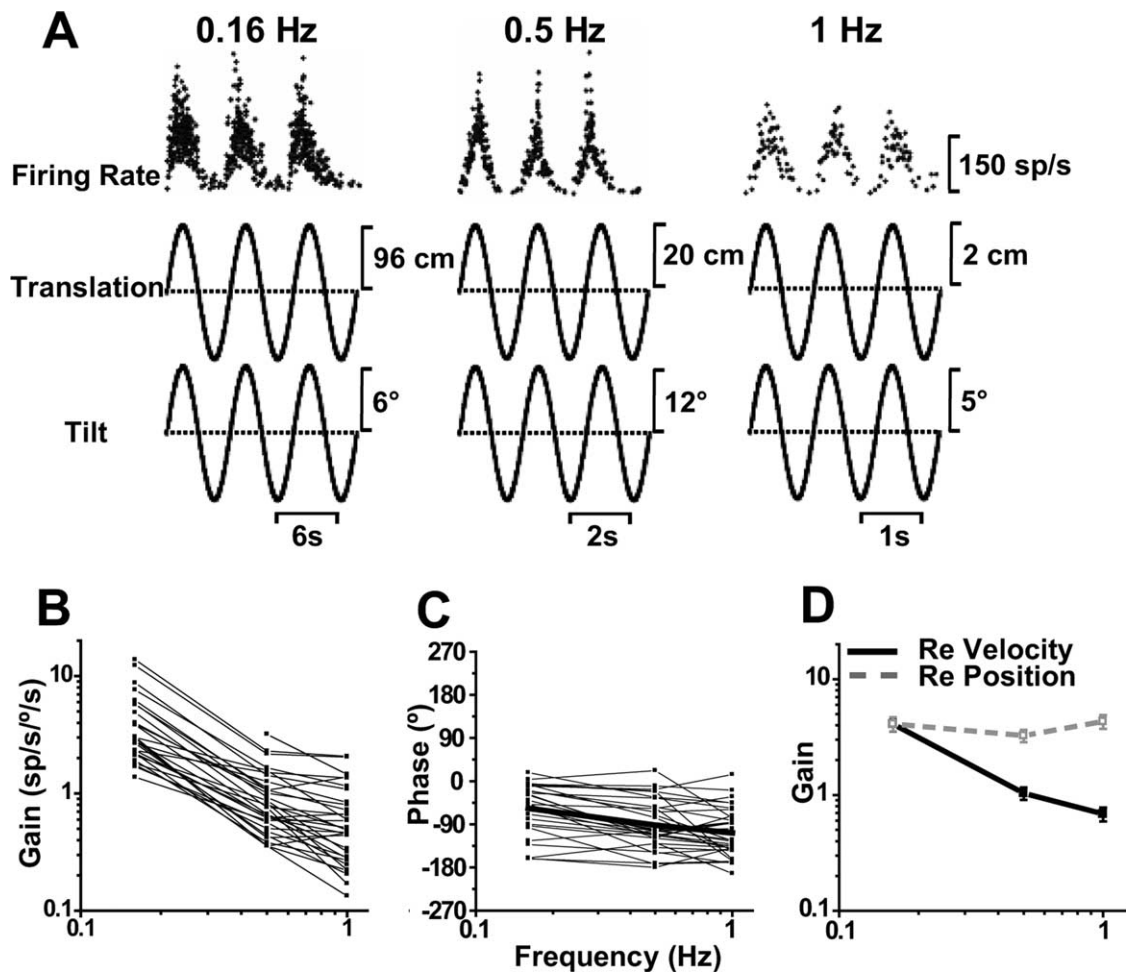 A
0.16 Hz
0.5 Hz
1 Hz
Firing Rate
150 sp/s
Translation
96 cm
20 cm
2 cm
Tilt
6°
12°
5°
6s
2s
1s
B
Gain (sp/s/º/s)
10
1
0.1
0.1
1
C
Phase (º)
270
180
90
0
-90
-180
-270
0.1
1
Frequency (Hz)
D
Re Velocity
Re Position
Gain
10
1
0.1
0.1
1